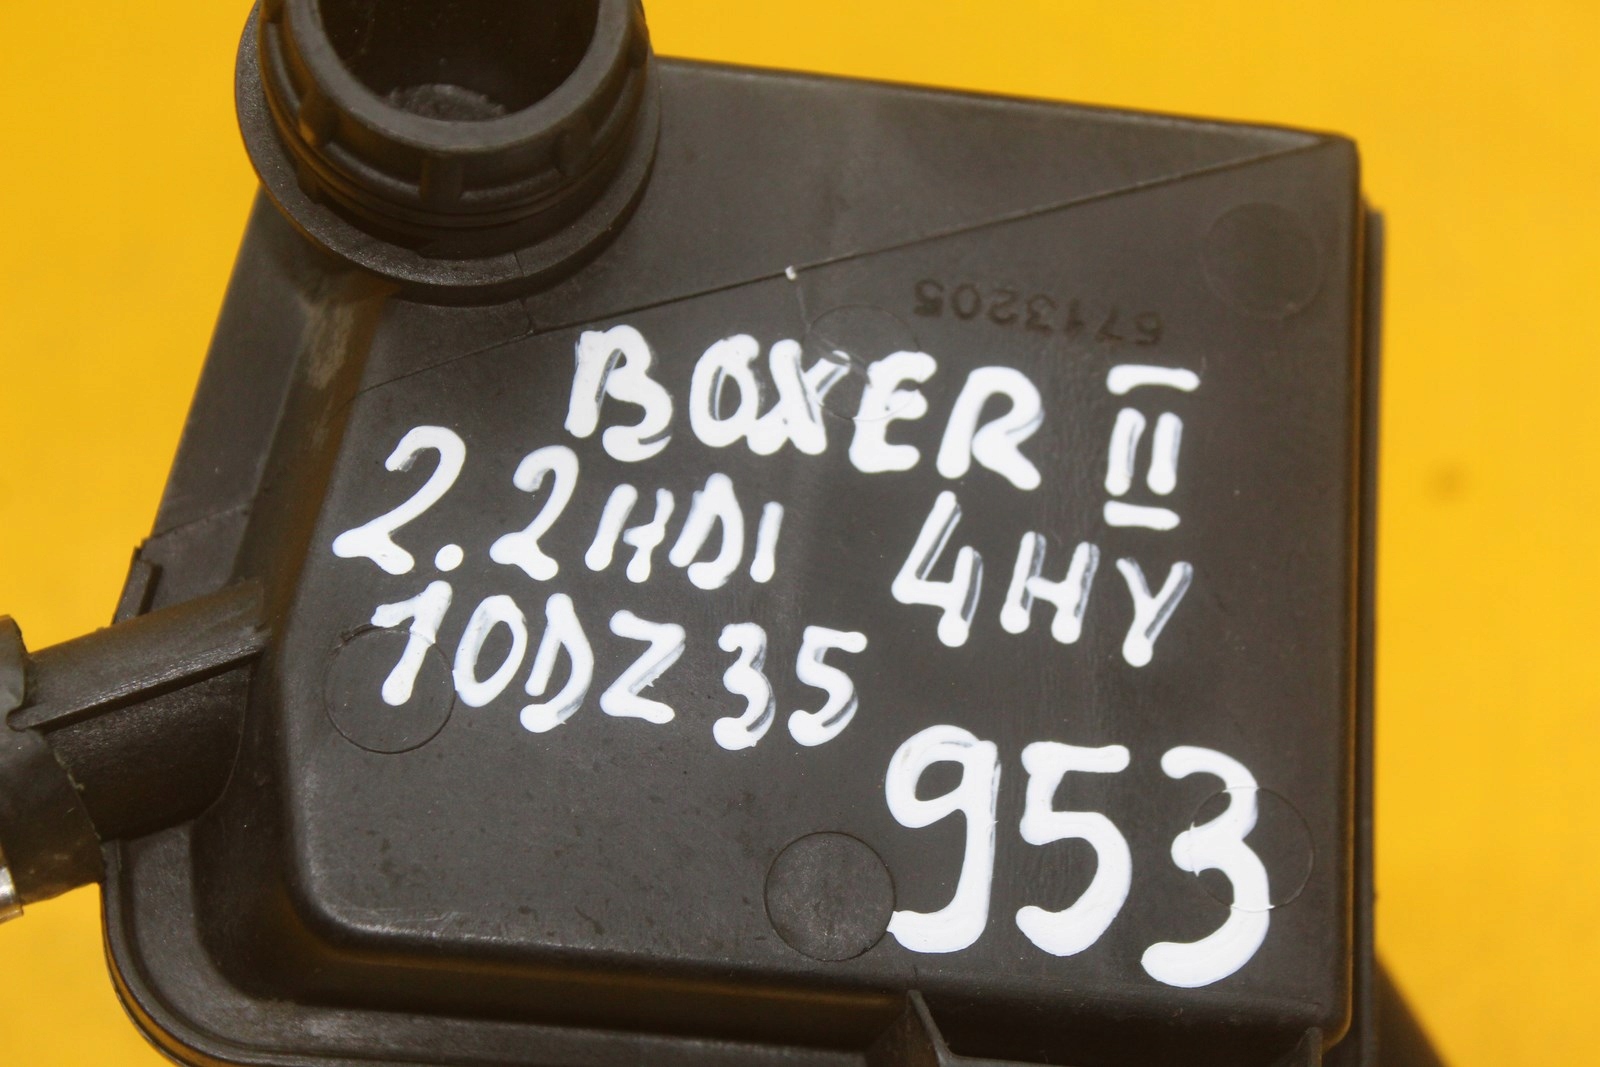 6713205
BOXER II
2.2HDI 4HY
10DZ35
953